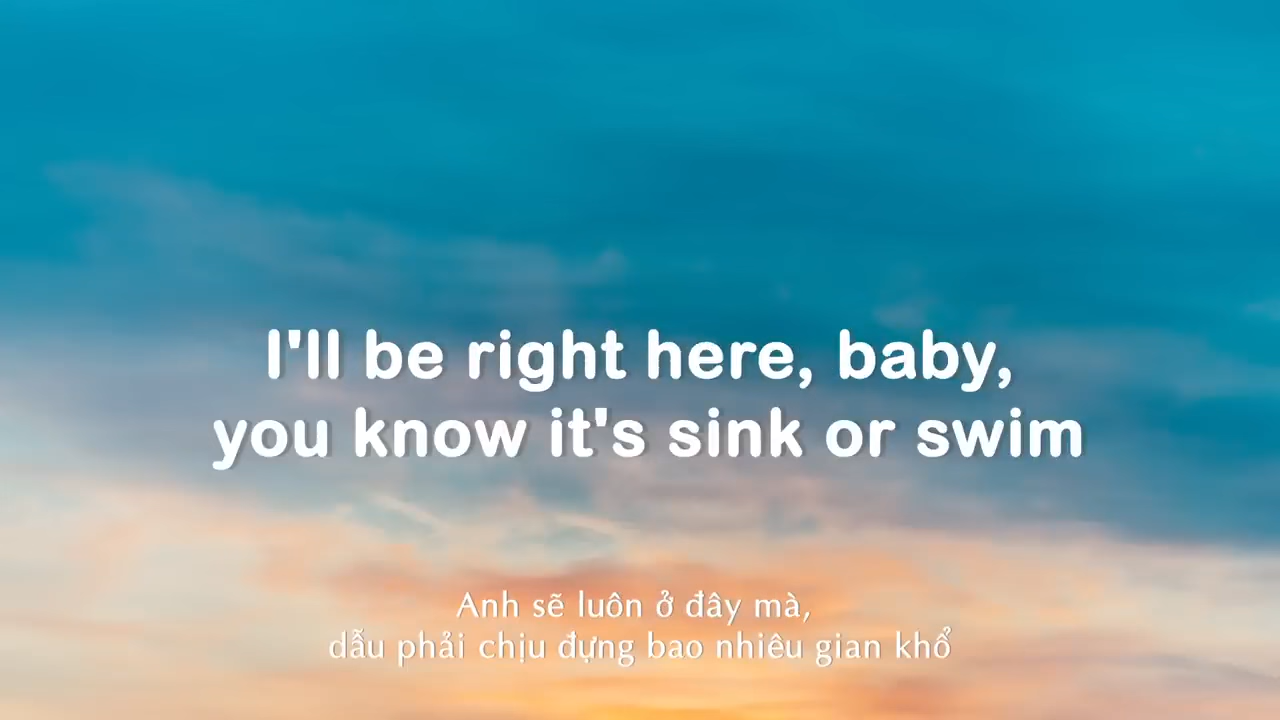 I'll be right here, baby,
you know it's sink or swim
Anh sẽ luôn ở đây mà,
dẫu phải chịu đựng bao nhiêu gian khổ